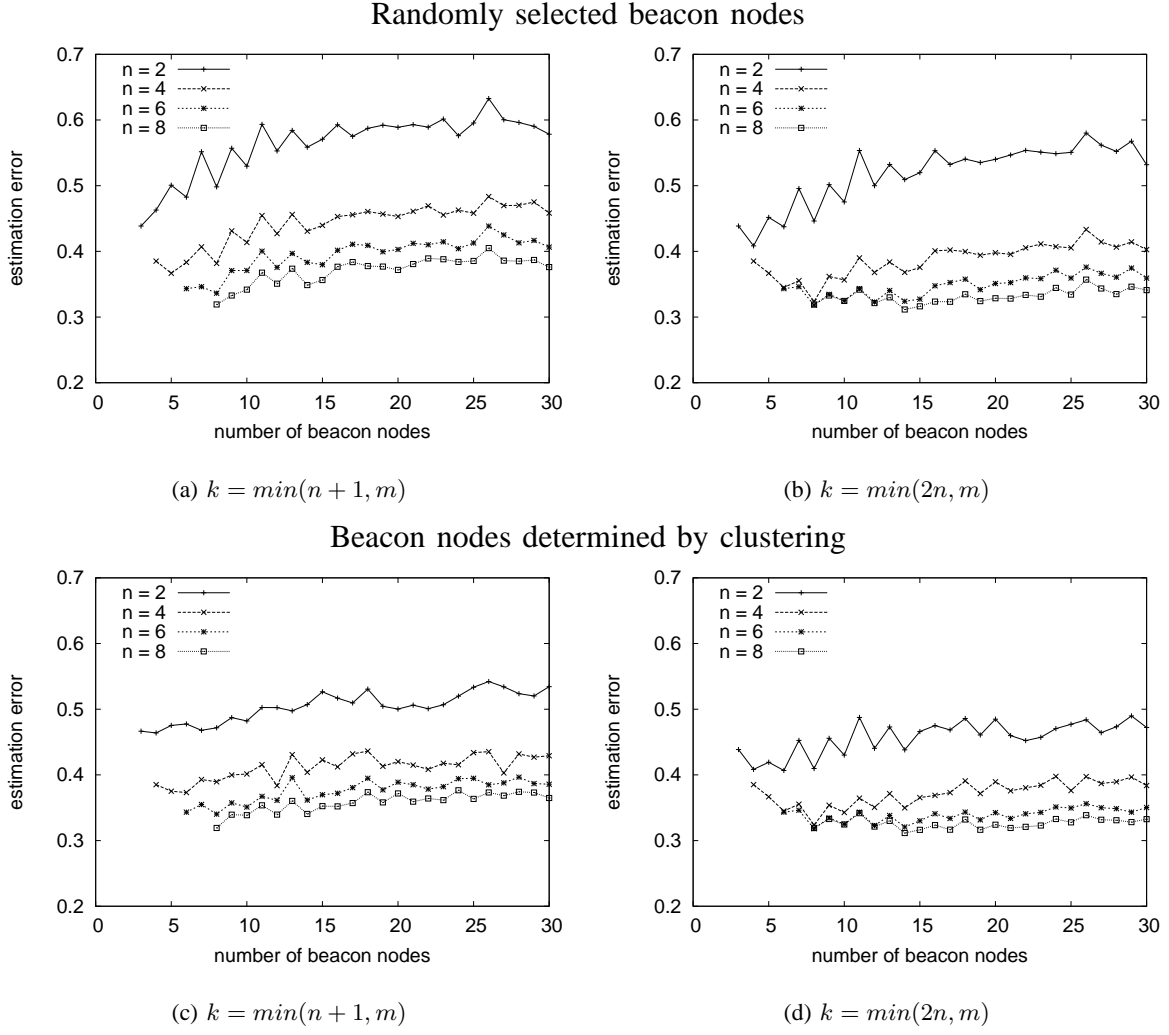 Randomly selected beacon nodes
0.7
0.6
0.5
0.4
0.3
0.2
0 5 10 15 20 25 30
estimation error
number of beacon nodes
n = 2
n = 4
n = 6
n = 8
(a) k = min(n + 1, m)
0.7
0.6
0.5
0.4
0.3
0.2
0 5 10 15 20 25 30
estimation error
number of beacon nodes
n = 2
n = 4
n = 6
n = 8
(b) k = min(2n, m)
Beacon nodes determined by clustering
0.7
0.6
0.5
0.4
0.3
0.2
0 5 10 15 20 25 30
estimation error
number of beacon nodes
n = 2
n = 4
n = 6
n = 8
(c) k = min(n + 1, m)
0.7
0.6
0.5
0.4
0.3
0.2
0 5 10 15 20 25 30
estimation error
number of beacon nodes
n = 2
n = 4
n = 6
n = 8
(d) k = min(2n, m)